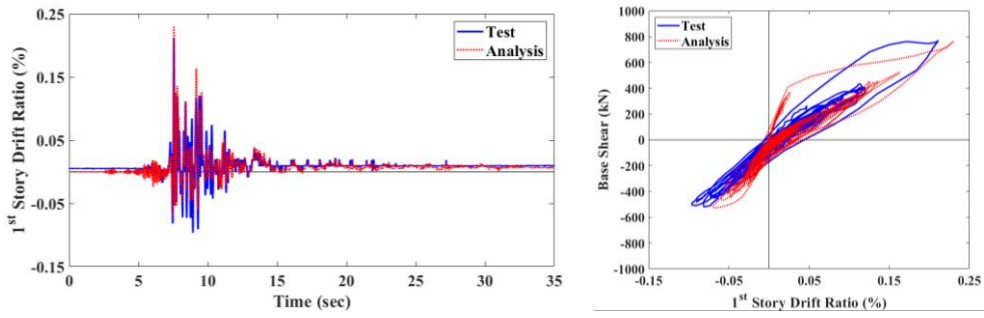 0.25
0.15
0.05
-0.05
-0.15
1st Story Drift Ratio (%)
Test
Analysis
0 5 10 15 20 25 30 35
Time (sec)
1000
800
600
400
200
0
-200
-400
-600
-800
-1000
Base Shear (kN)
Test
Analysis
-0.15 -0.05 0.05 0.15 0.25
1st Story Drift Ratio (%)